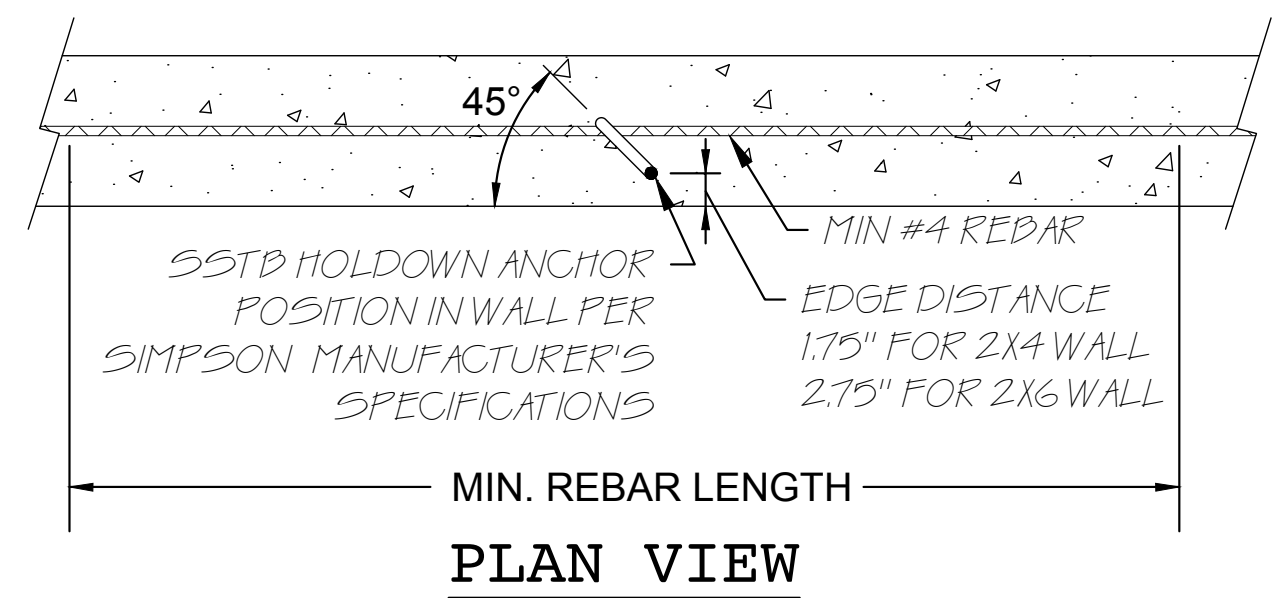 45°
MIN #4 REBAR
SSTB HOLDOWN ANCHOR
POSITION IN WALL PER
SIMPSON MANUFACTURER'S
SPECIFICATIONS
EDGE DISTANCE
1.75" FOR 2X4 WALL
2.75" FOR 2X6 WALL
MIN. REBAR LENGTH
PLAN VIEW